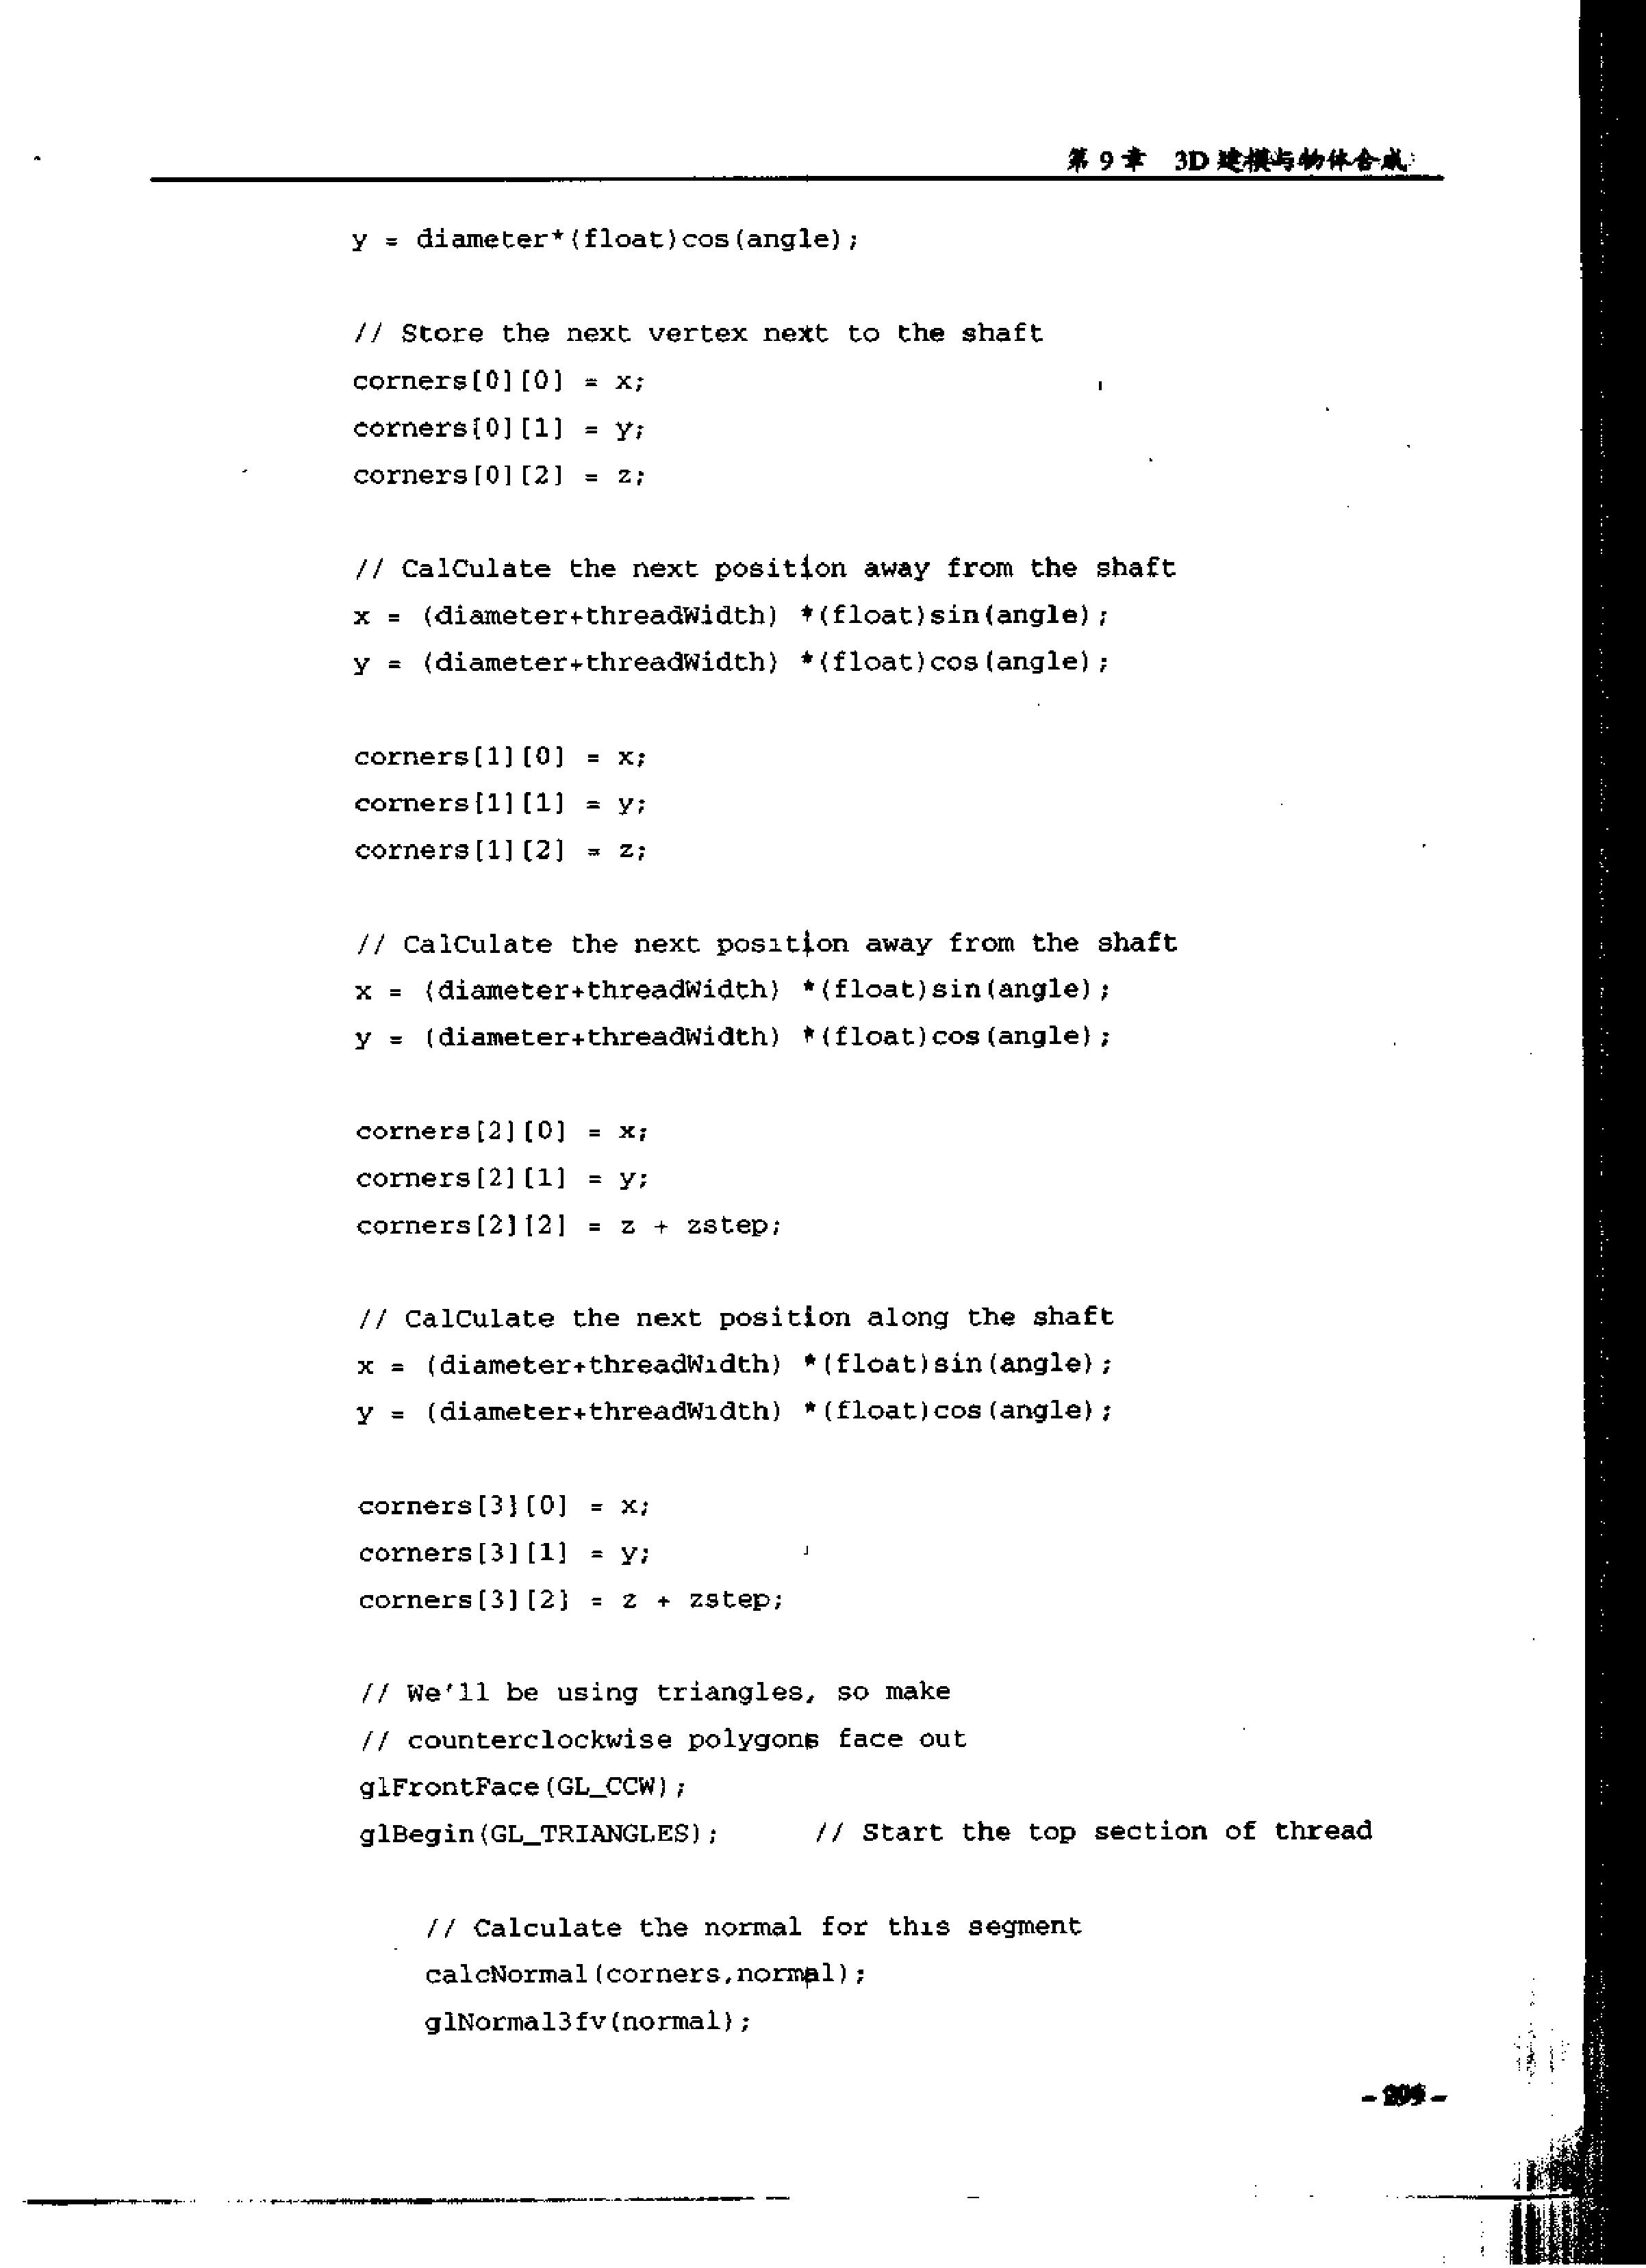 第 9 章 3D 建模与物体合成
y = diameter*(float)cos(angle);
// Store the next vertex next to the shaft
corners[0][0] = x;
corners[0][1] = y;
corners[0][2] = z;
// CalCulate the next position away from the shaft
x = (diameter+threadWidth) *(float)sin(angle);
y = (diameter+threadWidth) *(float)cos(angle);
corners[1][0] = x;
corners[1][1] = y;
corners[1][2] = z;
// CalCulate the next position away from the shaft
x = (diameter+threadWidth) *(float)sin(angle);
y = (diameter+threadWidth) *(float)cos(angle);
corners[2][0] = x;
corners[2][1] = y;
corners[2][2] = z + zstep;
// CalCulate the next position along the shaft
x = (diameter+threadWidth) *(float)sin(angle);
y = (diameter+threadWidth) *(float)cos(angle);
corners[3][0] = x;
corners[3][1] = y;
corners[3][2] = z + zstep;
// We'll be using triangles, so make
// counterclockwise polygons face out
glFrontFace(GL_CCW);
glBegin(GL_TRIANGLES); // Start the top section of thread
// Calculate the normal for this segment
calcNormal(corners,normal);
glNormal3fv(normal);